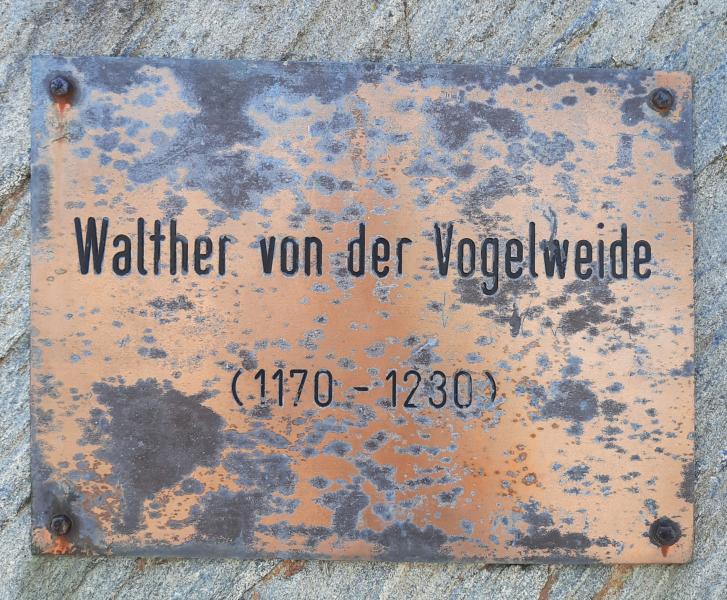 Walther von der Vogelweide
(1170 - 1230)